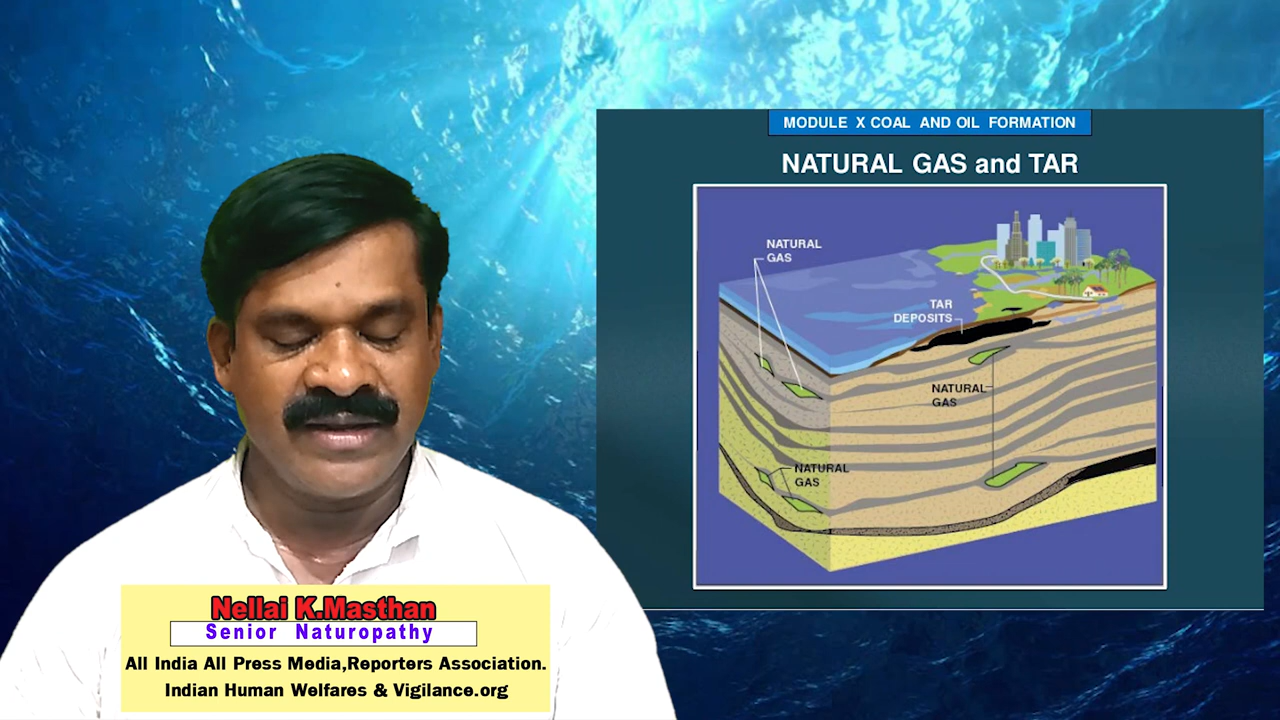 MODULE X COAL AND OIL FORMATION
NATURAL GAS and TAR
NATURAL
GAS
TAR
DEPOSITS
NATURAL
GAS
NATURAL
GAS
Nellai K.Masthan
Senior Naturopathy
All India All Press Media,Reporters Association.
Indian Human Welfares & Vigilance.org